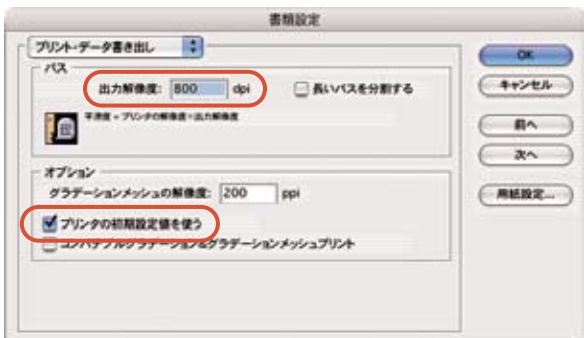 書類設定
プリント・データ書き出し
パス
出力解像度: 800 dpi
長いパスを分割する
平滑度 = プリンタの解像度÷出力解像度
オプション
グラデーションメッシュの解像度: 200 ppi
プリンタの初期設定値を使う
コンパチブルグラデーション&グラデーションメッシュプリント
OK
キャンセル
前へ
次へ
用紙設定...